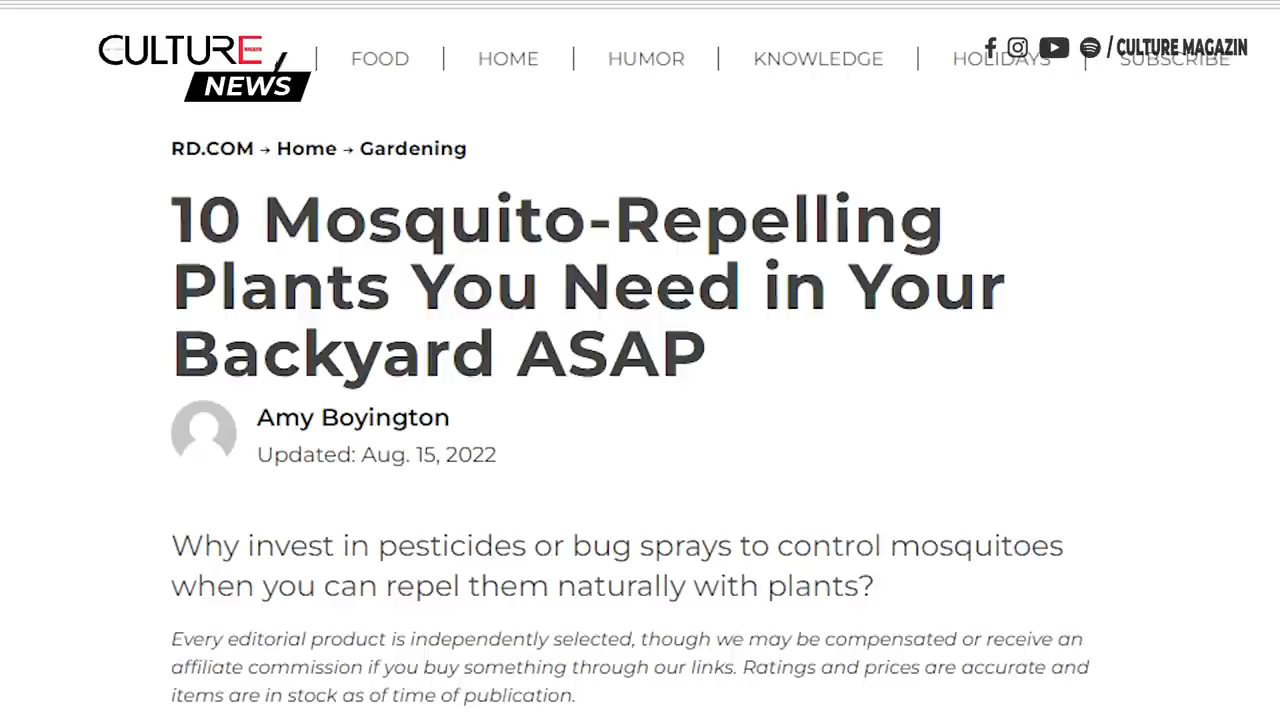 CULTURE
NEWS
FOOD
HOME
HUMOR
KNOWLEDGE
HOLIDAYS
SUBSCRIBE
/ CULTURE MAGAZIN
RD.COM → Home → Gardening
10 Mosquito-Repelling
Plants You Need in Your
Backyard ASAP
Amy Boyington
Updated: Aug. 15, 2022
Why invest in pesticides or bug sprays to control mosquitoes
when you can repel them naturally with plants?
Every editorial product is independently selected, though we may be compensated or receive an
affiliate commission if you buy something through our links. Ratings and prices are accurate and
items are in stock as of time of publication.